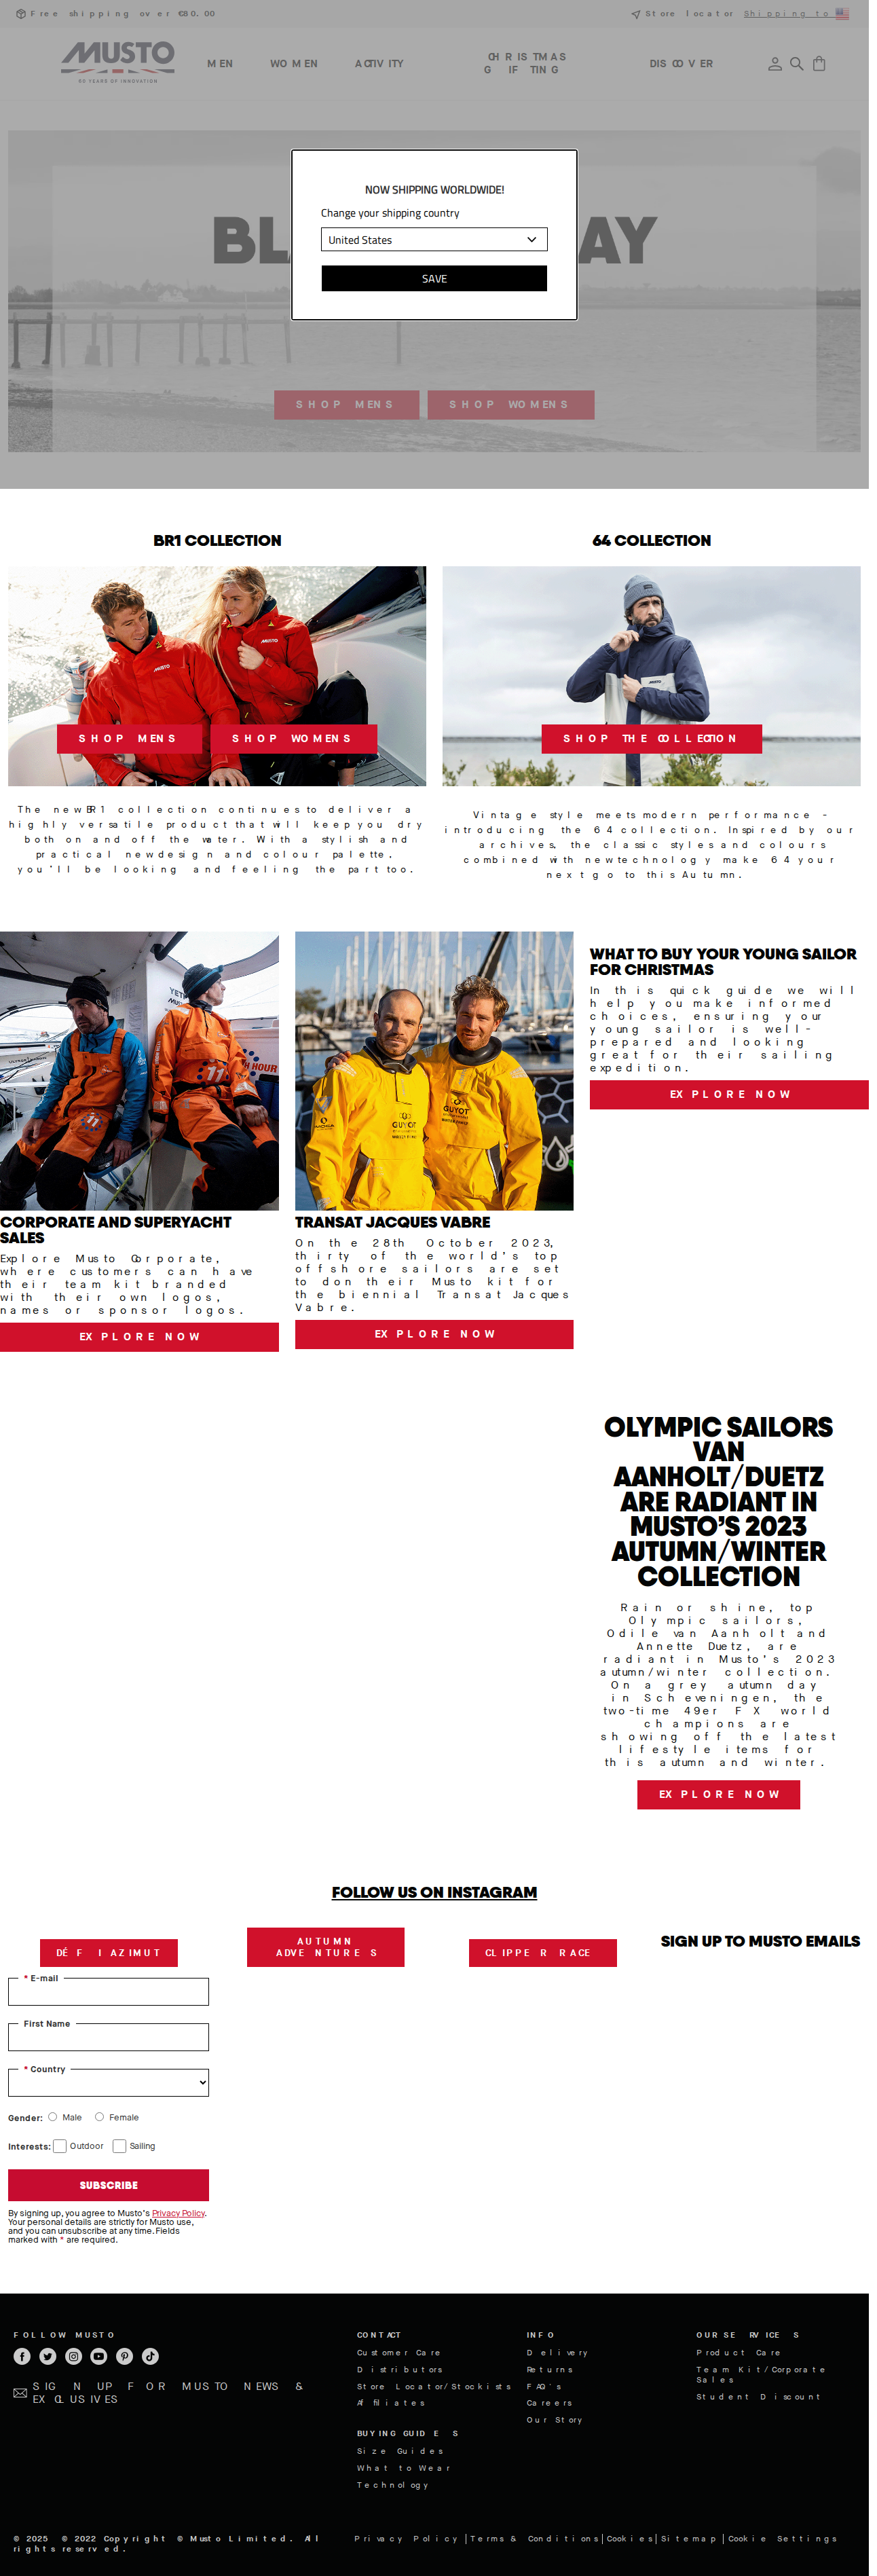 Free shipping over €80.00
Store locator Shipping to
MUSTO
60 YEARS OF INNOVATION
MEN WOMEN ACTIVITY CHRISTMAS GIFTING DISCOVER
NOW SHIPPING WORLDWIDE!
Change your shipping country
United States
SAVE
SHOP MENS SHOP WOMENS
BR1 COLLECTION
SHOP MENS SHOP WOMENS
The new BR1 collection continues to deliver a
highly versatile product that will keep you dry
both on and off the water. With a stylish and
practical new design and colour palette,
you'll be looking and feeling the part too.
64 COLLECTION
SHOP THE COLLECTION
Vintage style meets modern performance -
introducing the 64 collection. Inspired by our
archives, the classic styles and colours
combined with new technology make 64 your
next go to this Autumn.
CORPORATE AND SUPERYACHT
SALES
Explore Musto Corporate,
where customers can have
their team kit branded
with their own logos,
names or sponsor logos.
EXPLORE NOW
GUYOT
GUYOT
TRANSAT JACQUES VABRE
On the 28th October 2023,
thirty of the world's top
offshore sailors are set
to don their Musto kit for
the biennial Transat Jacques
Vabre.
EXPLORE NOW
WHAT TO BUY YOUR YOUNG SAILOR
FOR CHRISTMAS
In this quick guide we will
help you make informed
choices, ensuring your
young sailor is well-
prepared and looking
great for their sailing
expedition.
EXPLORE NOW
OLYMPIC SAILORS
VAN
AANHOLT/DUETZ
ARE RADIANT IN
MUSTO’S 2023
AUTUMN/WINTER
COLLECTION
Rain or shine, top
Olympic sailors,
Odile van Aanholt and
Annette Duetz, are
radiant in Musto's 2023
autumn/winter collection.
On a grey autumn day
in Scheveningen, the
two-time 49er FX world
champions are
showing off the latest
lifestyle items for
this autumn and winter.
EXPLORE NOW
FOLLOW US ON INSTAGRAM
DÉFI AZIMUT
AUTUMN
ADVENTURES
CLIPPER RACE
SIGN UP TO MUSTO EMAILS
* E-mail
First Name
* Country
Gender: Male Female
Interests: Outdoor Sailing
SUBSCRIBE
By signing up, you agree to Musto's Privacy Policy.
Your personal details are strictly for Musto use,
and you can unsubscribe at any time. Fields
marked with * are required.
FOLLOW MUSTO
SIGN UP FOR MUSTO NEWS &
EXCLUSIVES
CONTACT
Customer Care
Distributors
Store Locator/Stockists
Affiliates
BUYING GUIDES
Size Guides
What to Wear
Technology
INFO
Delivery
Returns
FAQ's
Careers
Our Story
OUR SERVICES
Product Care
Team Kit/Corporate
Sales
Student Discount
© 2025 © 2022 Copyright © Musto Limited. All
rights reserved.
Privacy Policy | Terms & Conditions | Cookies | Sitemap | Cookie Settings